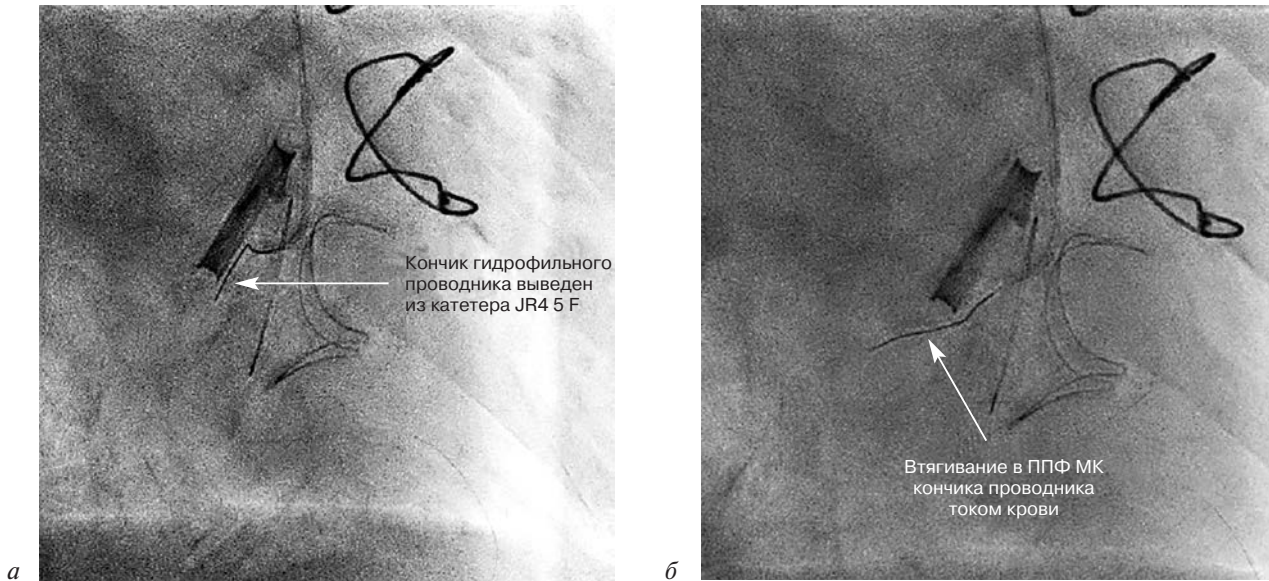 Кончик гидрофильного
проводника выведен
из катетера JR4 5 F
Втягивание в ППФ МК
кончика проводника
током крови
а
б